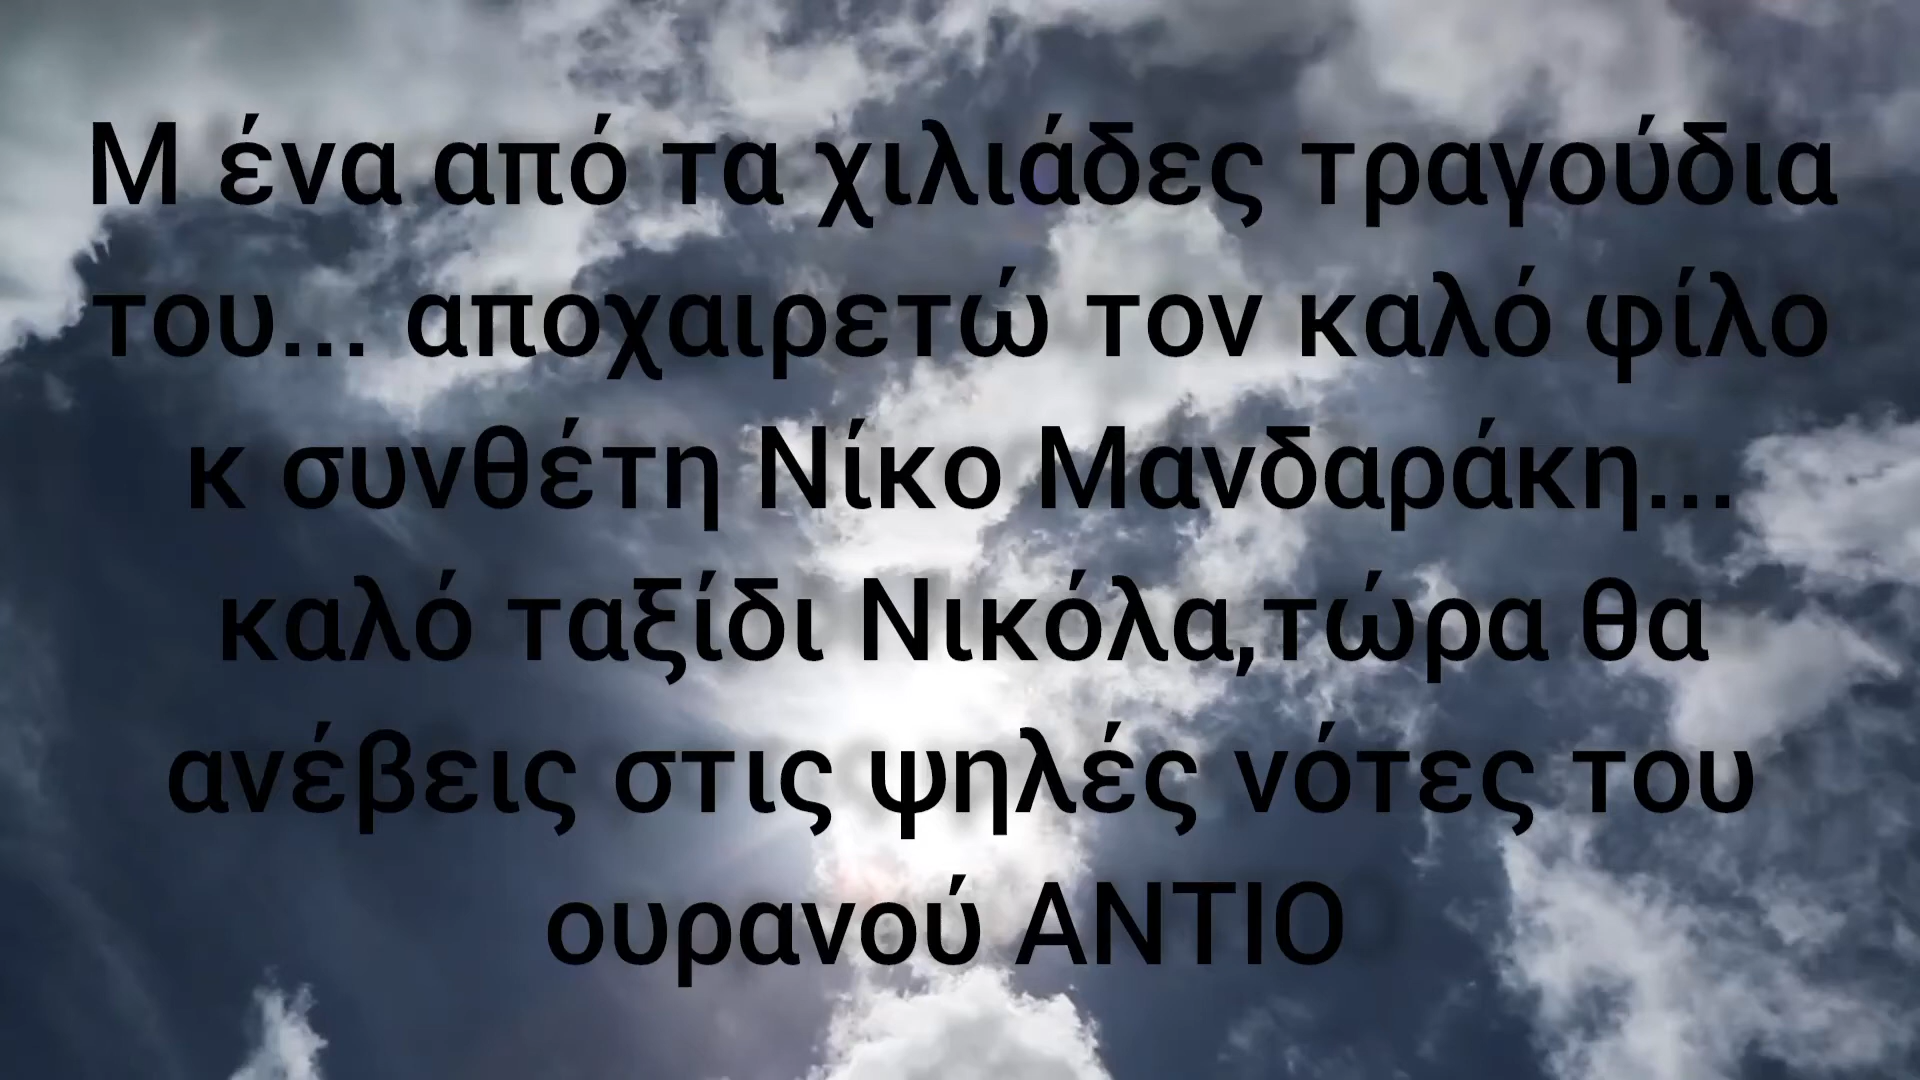 Μ ένα από τα χιλιάδες τραγούδια
του... αποχαιρετώ τον καλό φίλο
κ συνθέτη Νίκο Μανδαράκη...
καλό ταξίδι Νικόλα,τώρα θα
ανέβεις στις ψηλές νότες του
ουρανού ΑΝΤΙΟ